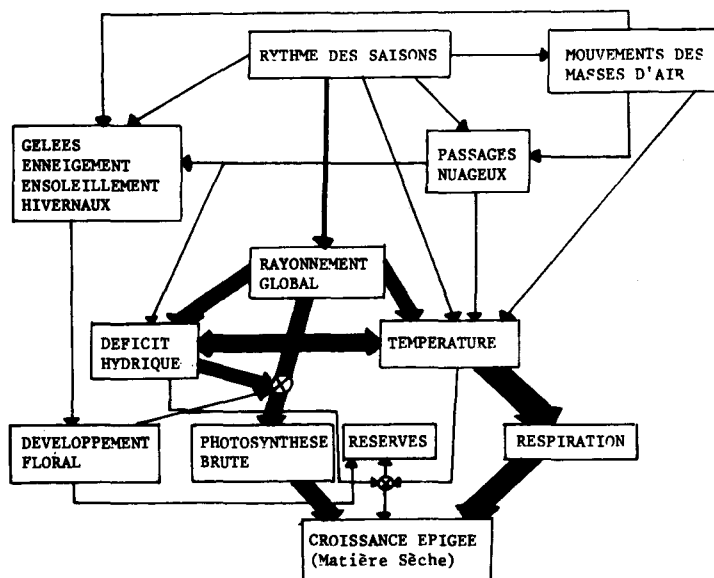 RYTHME DES SAISONS
MOUVEMENTS DES
MASSES D'AIR
GELEES
ENNEIGEMENT
ENSOLEILLEMENT
HIVERNAUX
PASSAGES
NUAGEUX
RAYONNEMENT
GLOBAL
DEFICIT
HYDRIQUE
TEMPERATURE
DEVELOPPEMENT
FLORAL
PHOTOSYNTHESE
BRUTE
RESERVES
RESPIRATION
CROISSANCE EPIGEE
(Matière Sèche)